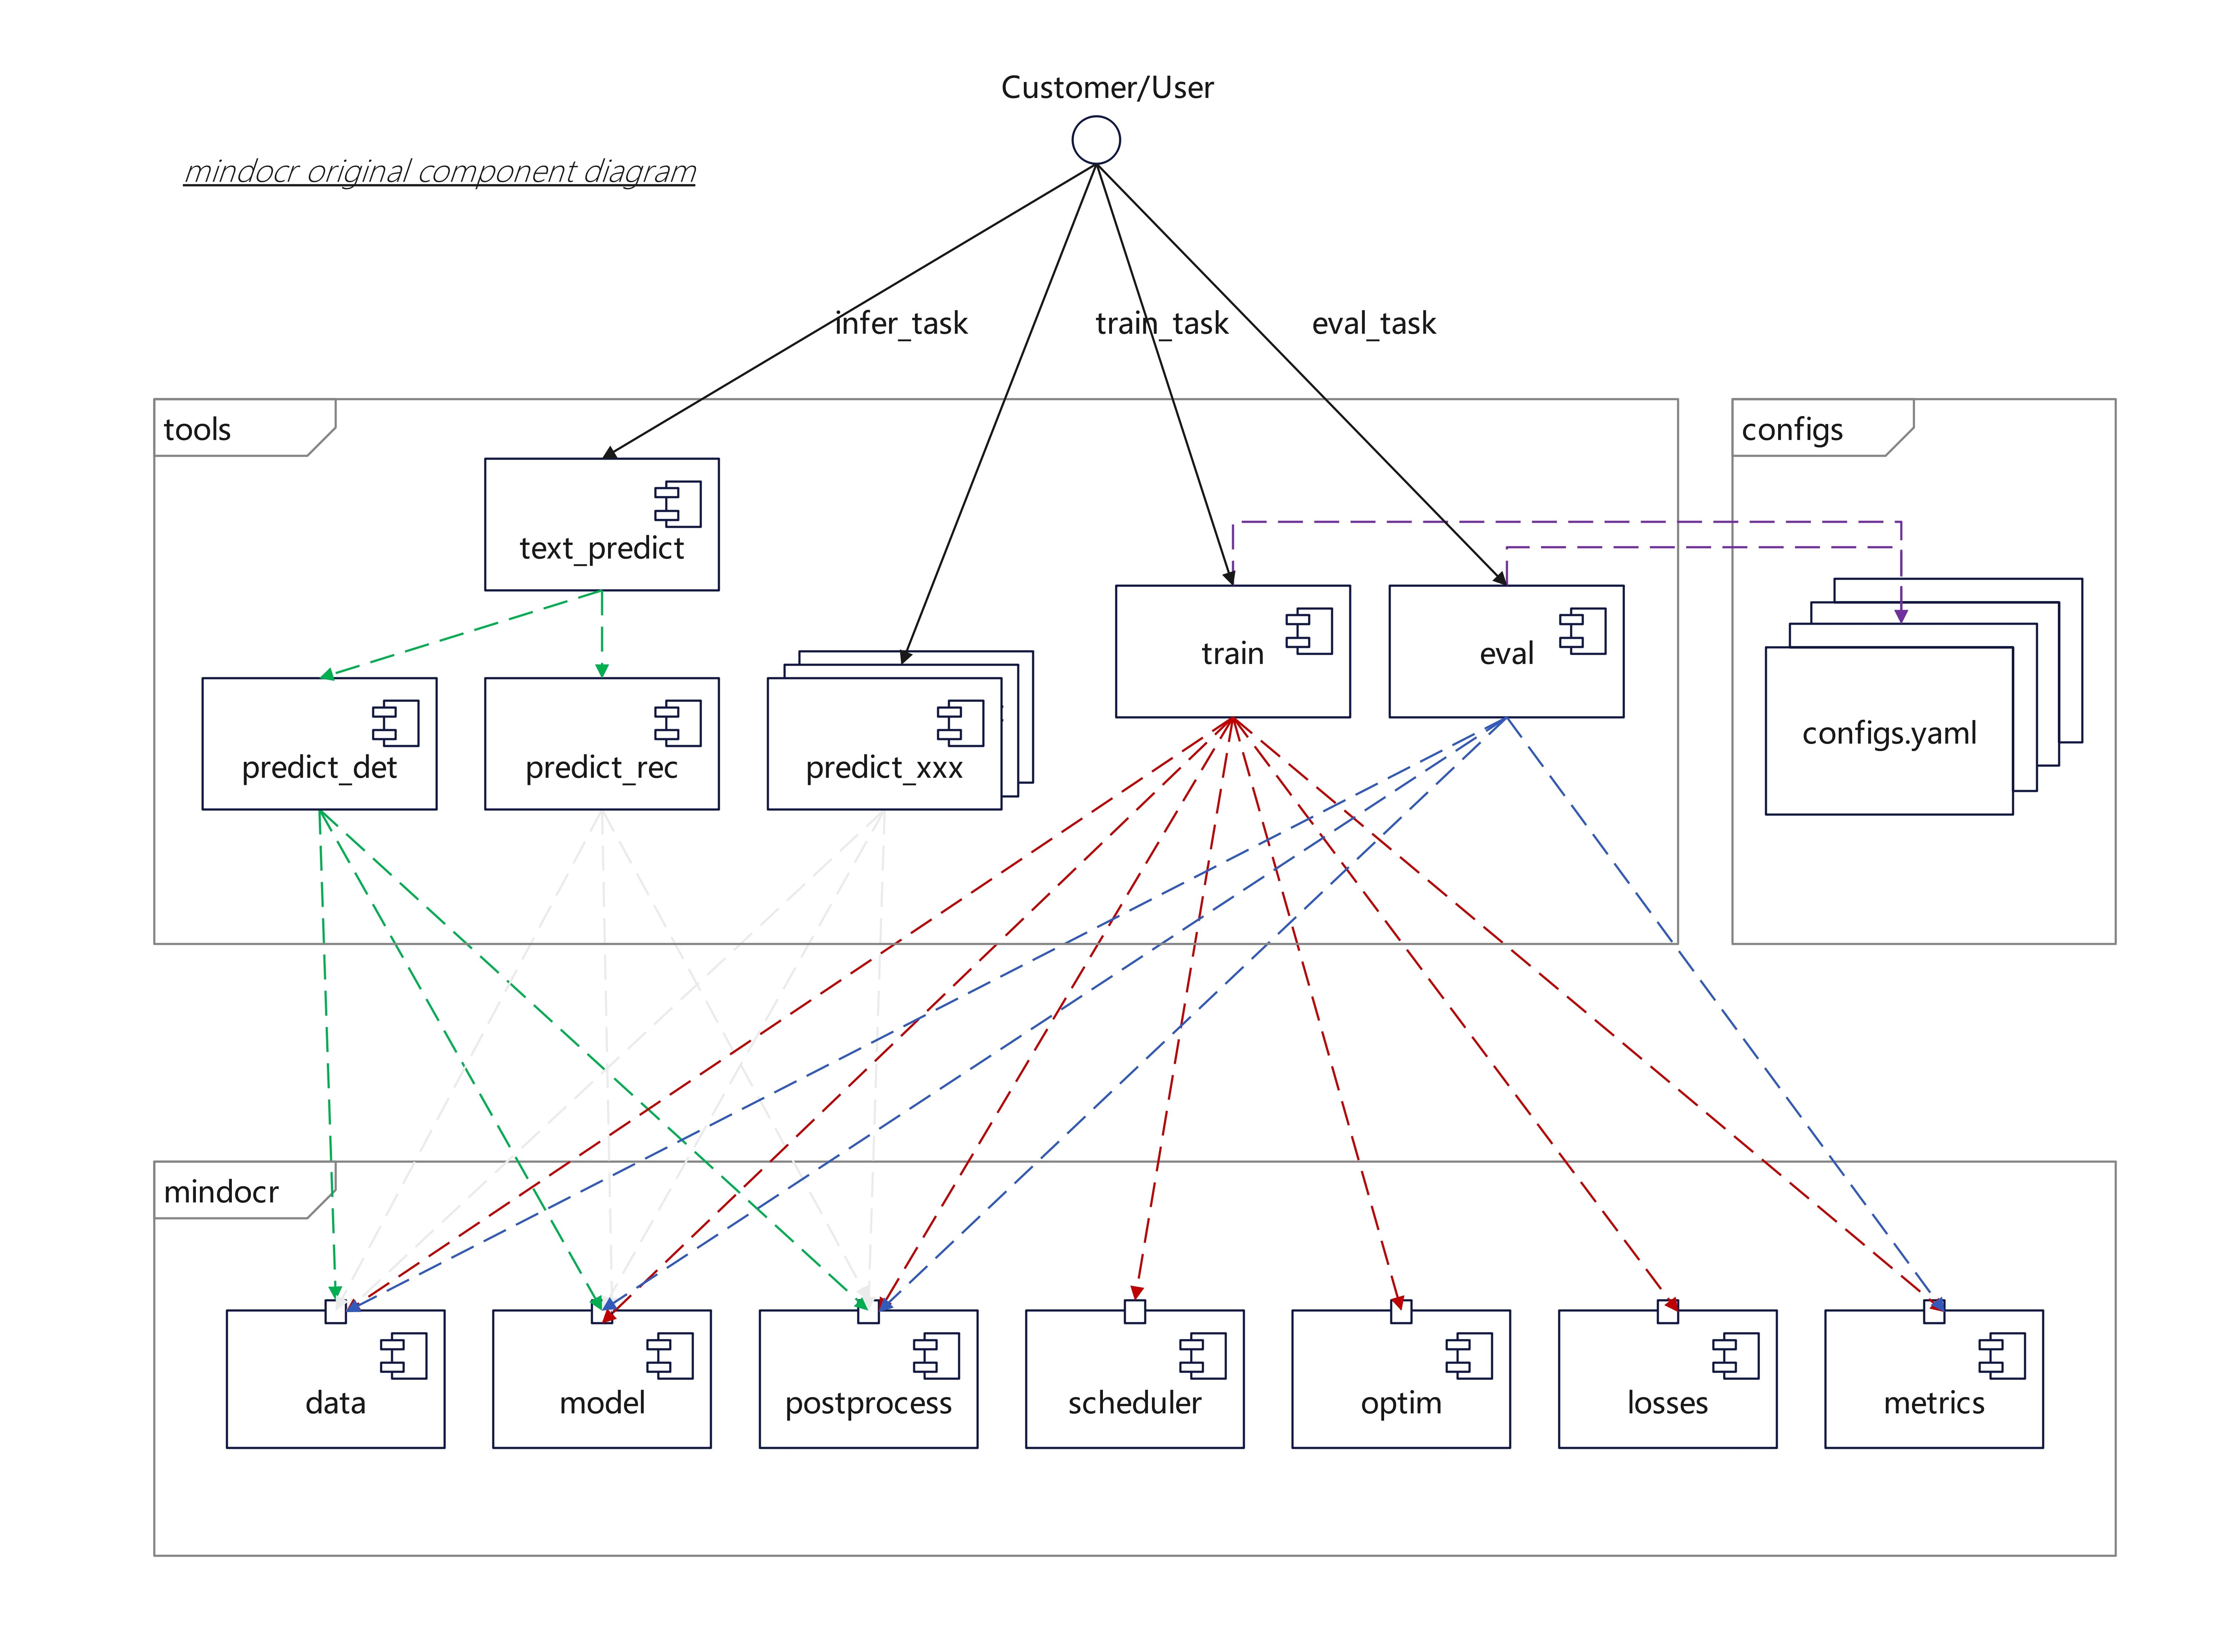 Customer/User
mindocr original component diagram
infer_task
train_task
eval_task
tools
configs
text_predict
train
eval
configs.yaml
predict_det
predict_rec
predict_xxx
mindocr
data
model
postprocess
scheduler
optim
losses
metrics